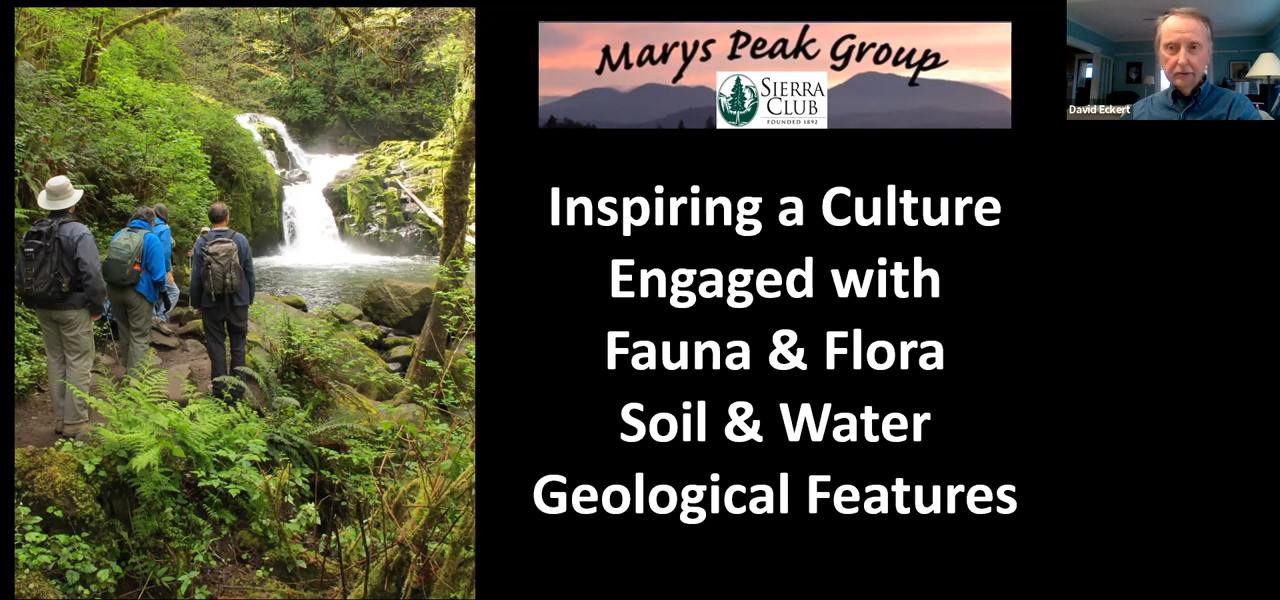 Marys Peak Group
SIERRA
CLUB
FOUNDED 1892
David Eckert
Inspiring a Culture
Engaged with
Fauna & Flora
Soil & Water
Geological Features